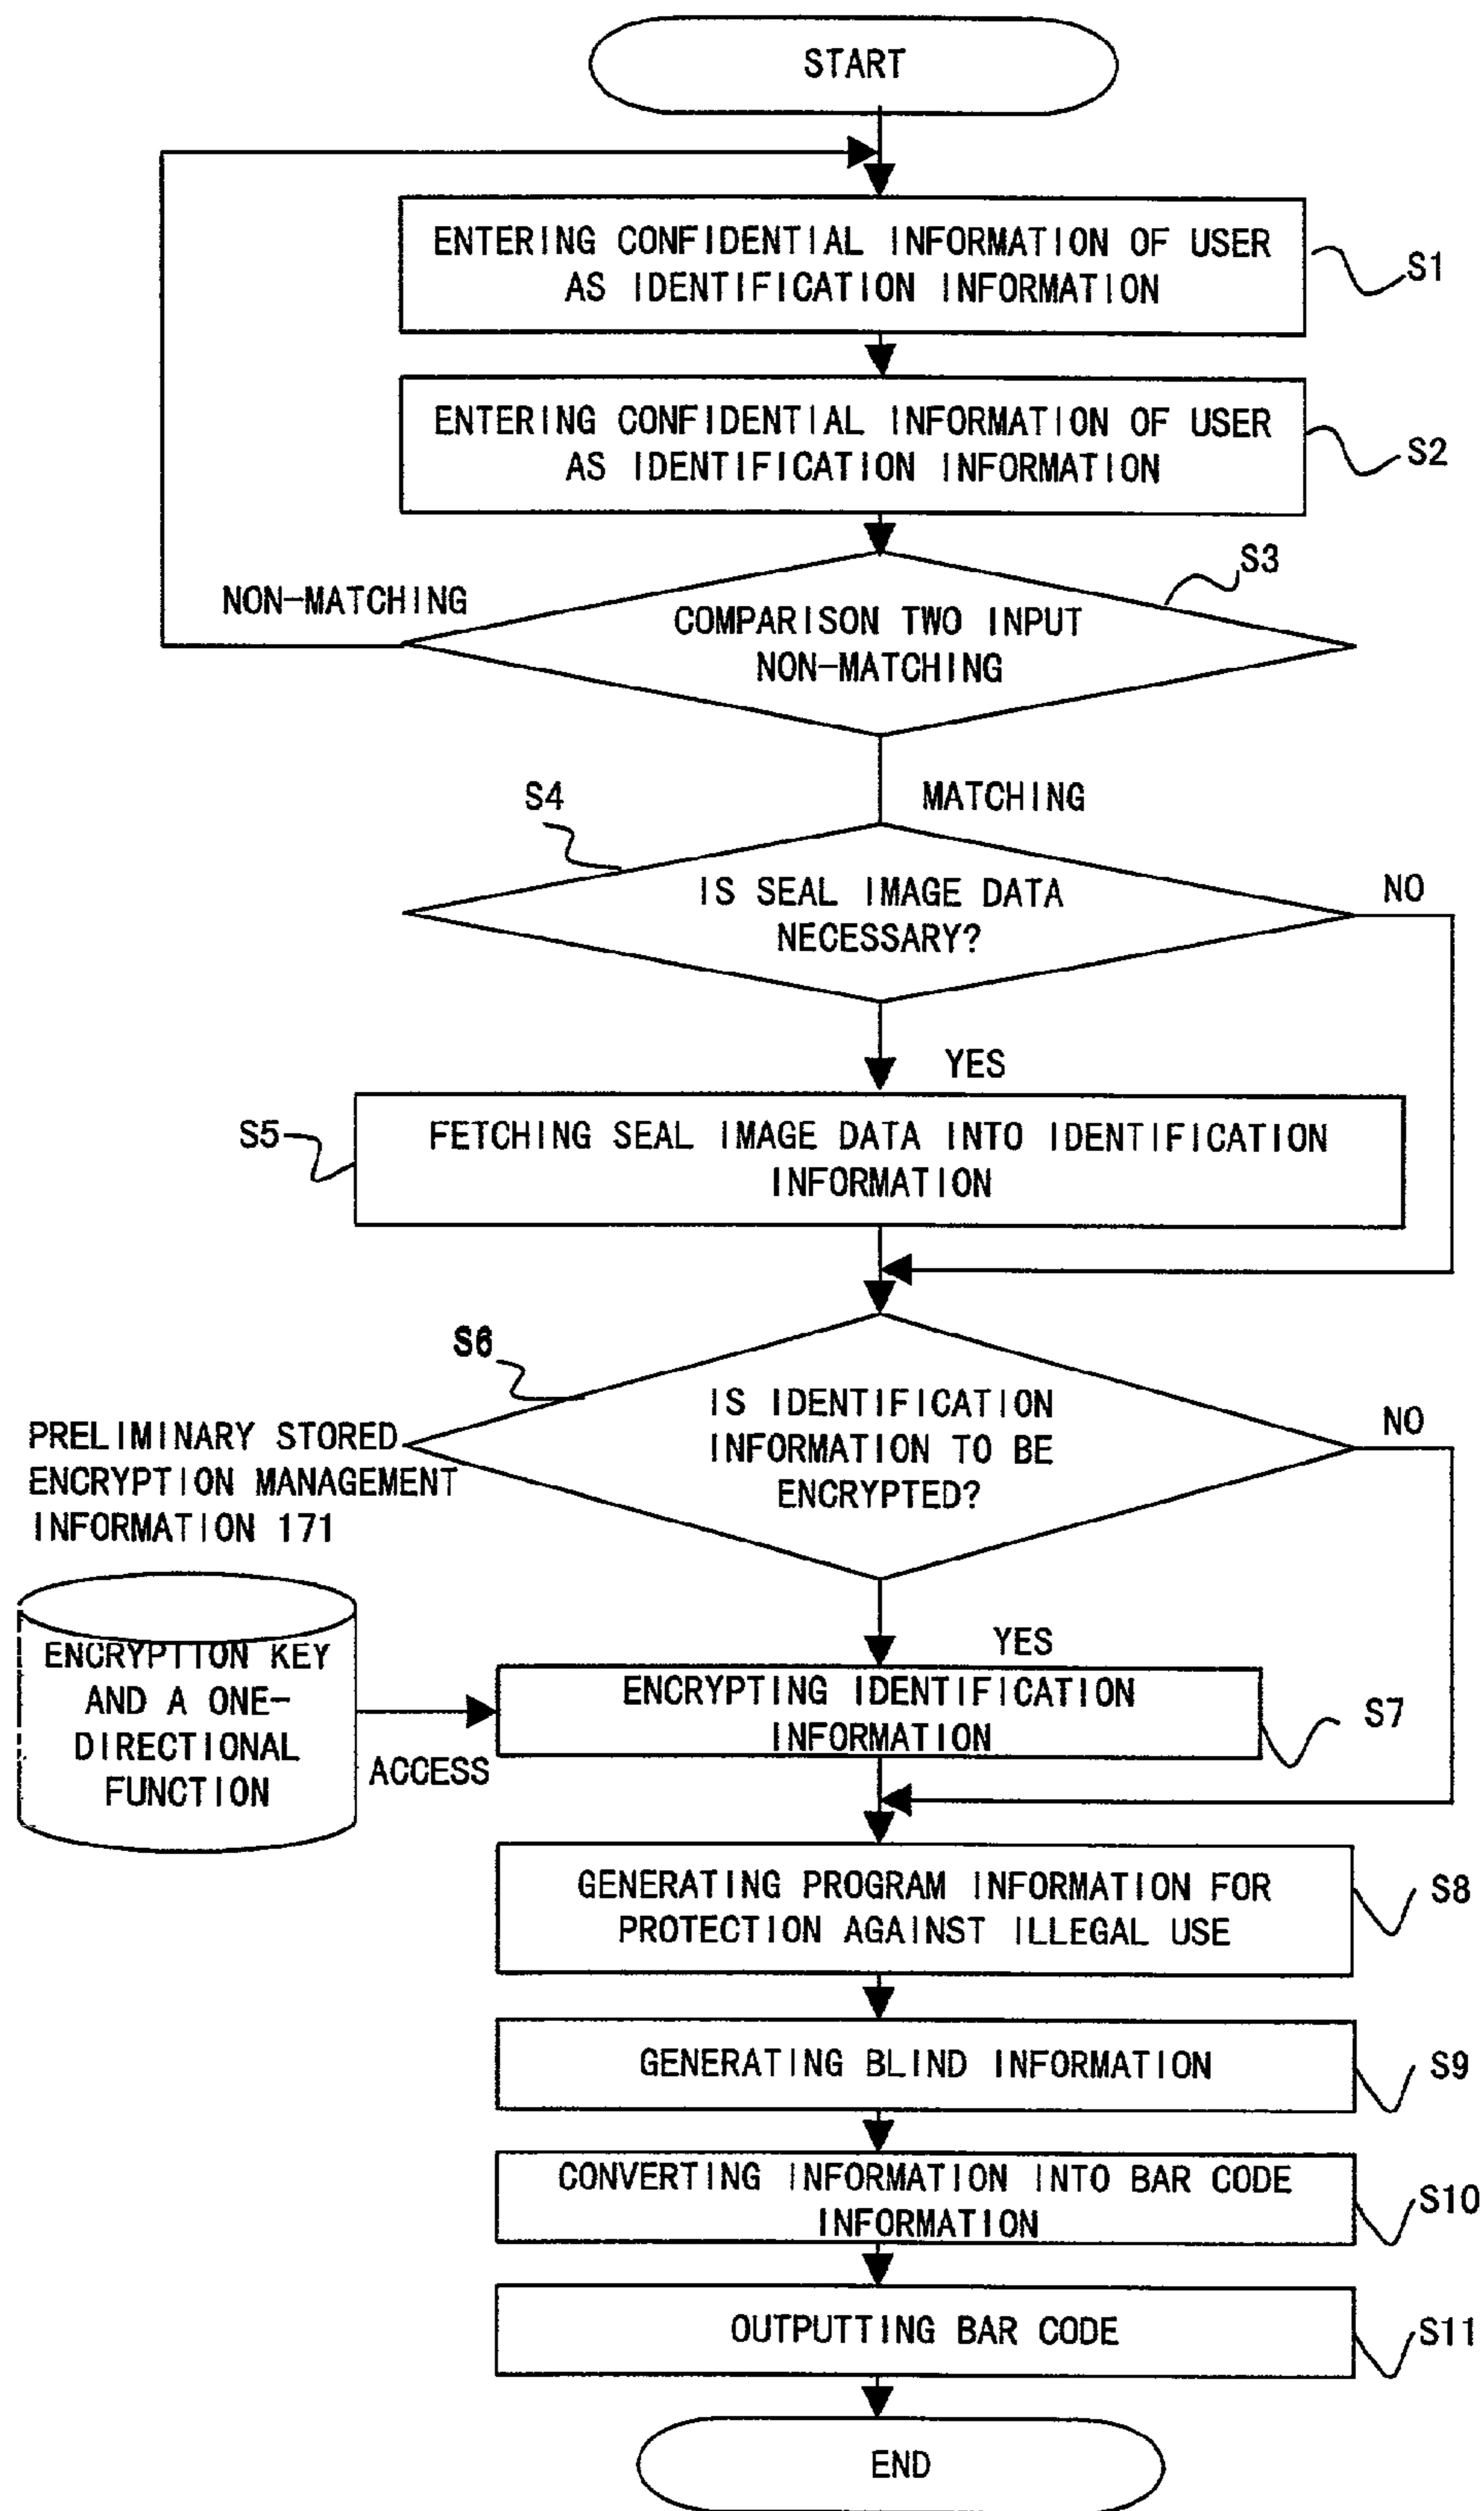 START
ENTERING CONFIDENTIAL INFORMATION OF USER
AS IDENTIFICATION INFORMATION
S1
ENTERING CONFIDENTIAL INFORMATION OF USER
AS IDENTIFICATION INFORMATION
S2
S3
NON-MATCHING
COMPARISON TWO INPUT
NON-MATCHING
MATCHING
S4
IS SEAL IMAGE DATA
NECESSARY?
NO
YES
S5
FETCHING SEAL IMAGE DATA INTO IDENTIFICATION
INFORMATION
S6
IS IDENTIFICATION
INFORMATION TO BE
ENCRYPTED?
NO
PRELIMINARY STORED
ENCRYPTION MANAGEMENT
INFORMATION 171
YES
ENCRYPTION KEY
AND A ONE-
DIRECTIONAL
FUNCTION
ACCESS
ENCRYPTING IDENTIFICATION
INFORMATION
S7
GENERATING PROGRAM INFORMATION FOR
PROTECTION AGAINST ILLEGAL USE
S8
GENERATING BLIND INFORMATION
S9
CONVERTING INFORMATION INTO BAR CODE
INFORMATION
S10
OUTPUTTING BAR CODE
S11
END